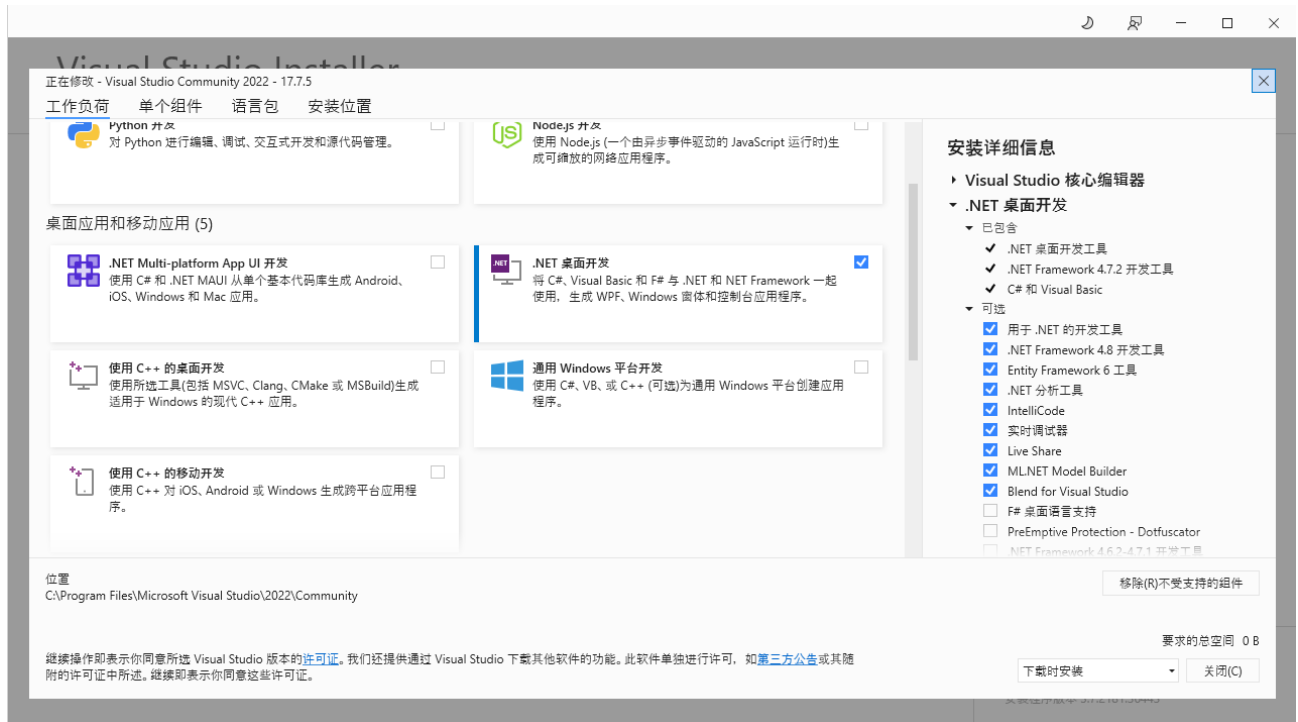 Visual Studio Installer
正在修改 - Visual Studio Community 2022 - 17.7.5
工作负荷 单个组件 语言包 安装位置
Python 开发
对 Python 进行编辑、调试、交互式开发和源代码管理。
Node.js 开发
使用 Node.js (一个由异步事件驱动的 JavaScript 运行时)生
成可缩放的网络应用程序。
桌面应用和移动应用 (5)
.NET Multi-platform App UI 开发
使用 C# 和 .NET MAUI 从单个基本代码库生成 Android、
iOS、Windows 和 Mac 应用。
.NET 桌面开发
将 C#、Visual Basic 和 F# 与 .NET 和 NET Framework 一起
使用，生成 WPF、Windows 窗体和控制台应用程序。
使用 C++ 的桌面开发
使用所选工具(包括 MSVC、Clang、CMake 或 MSBuild)生成
适用于 Windows 的现代 C++ 应用。
通用 Windows 平台开发
使用 C#、VB、或 C++ (可选)为通用 Windows 平台创建应用
程序。
使用 C++ 的移动开发
使用 C++ 对 iOS、Android 或 Windows 生成跨平台应用程
序。
安装详细信息
Visual Studio 核心编辑器
.NET 桌面开发
已包含
.NET 桌面开发工具
.NET Framework 4.7.2 开发工具
C# 和 Visual Basic
可选
用于 .NET 的开发工具
.NET Framework 4.8 开发工具
Entity Framework 6 工具
.NET 分析工具
IntelliCode
实时调试器
Live Share
ML.NET Model Builder
Blend for Visual Studio
F# 桌面语言支持
PreEmptive Protection - Dotfuscator
.NET Framework 4.6.2-4.7.1 开发工具
位置
C:\Program Files\Microsoft Visual Studio\2022\Community
移除(R)不受支持的组件
要求的总空间 0 B
继续操作即表示你同意所选 Visual Studio 版本的许可证。我们还提供通过 Visual Studio 下载其他软件的功能。此软件单独进行许可，如第三方公告或其随
附的许可证中所述。继续即表示你同意这些许可证。
下载时安装
关闭(C)